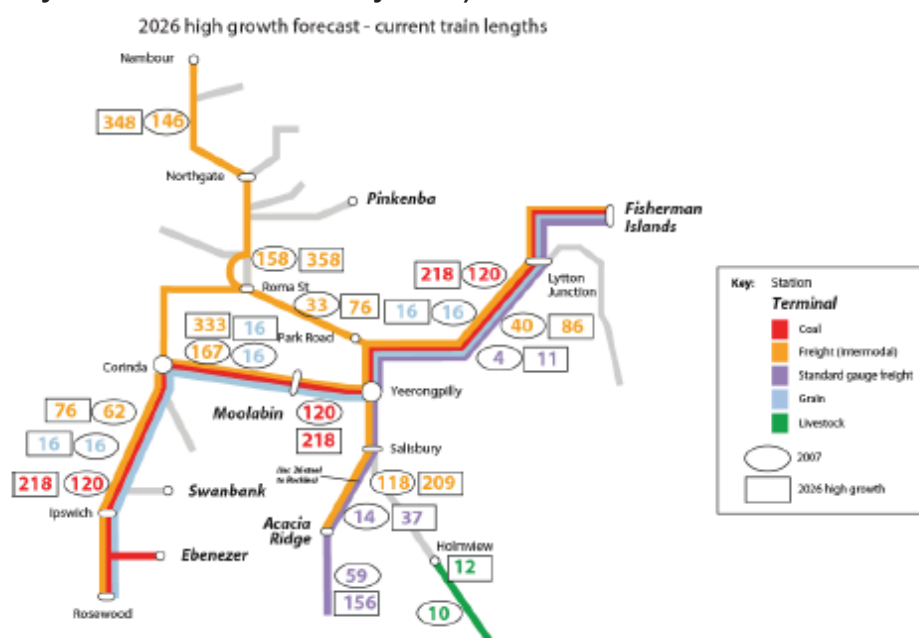 2026 high growth forecast - current train lengths
Nambour
348 146
Northgate
Pinkenba
Fisherman
Islands
158 358
218 120
Roma St
Lytton
Junction
33 76
16 16
333 16
Park Road
40 86
167 16
4 11
Corinda
Yeerongpilly
Moolabin
120
76 62
218
16 16
Salisbury
218 120
118 209
Swanbank
Ipswich
14 37
Acacia
Ridge
Holmview
12
Ebenezer
59
156
10
Rosewood
Key: Station
Terminal
Coal
Freight (intermodal)
Standard gauge freight
Grain
Livestock
2007
2026 high growth